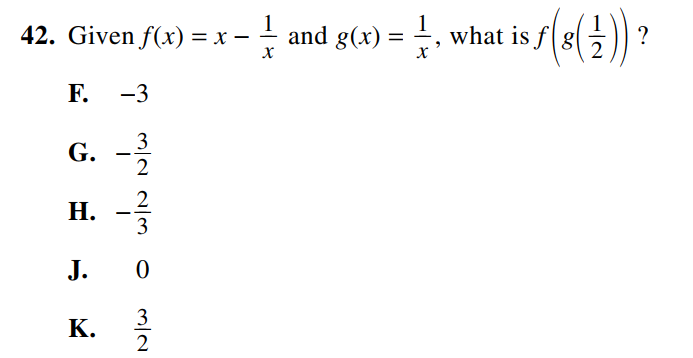 42. Given f(x) = x − 1/x and g(x) = 1/x, what is f(g(1/2)) ?
F. −3
G. −3/2
H. −2/3
J. 0
K. 3/2